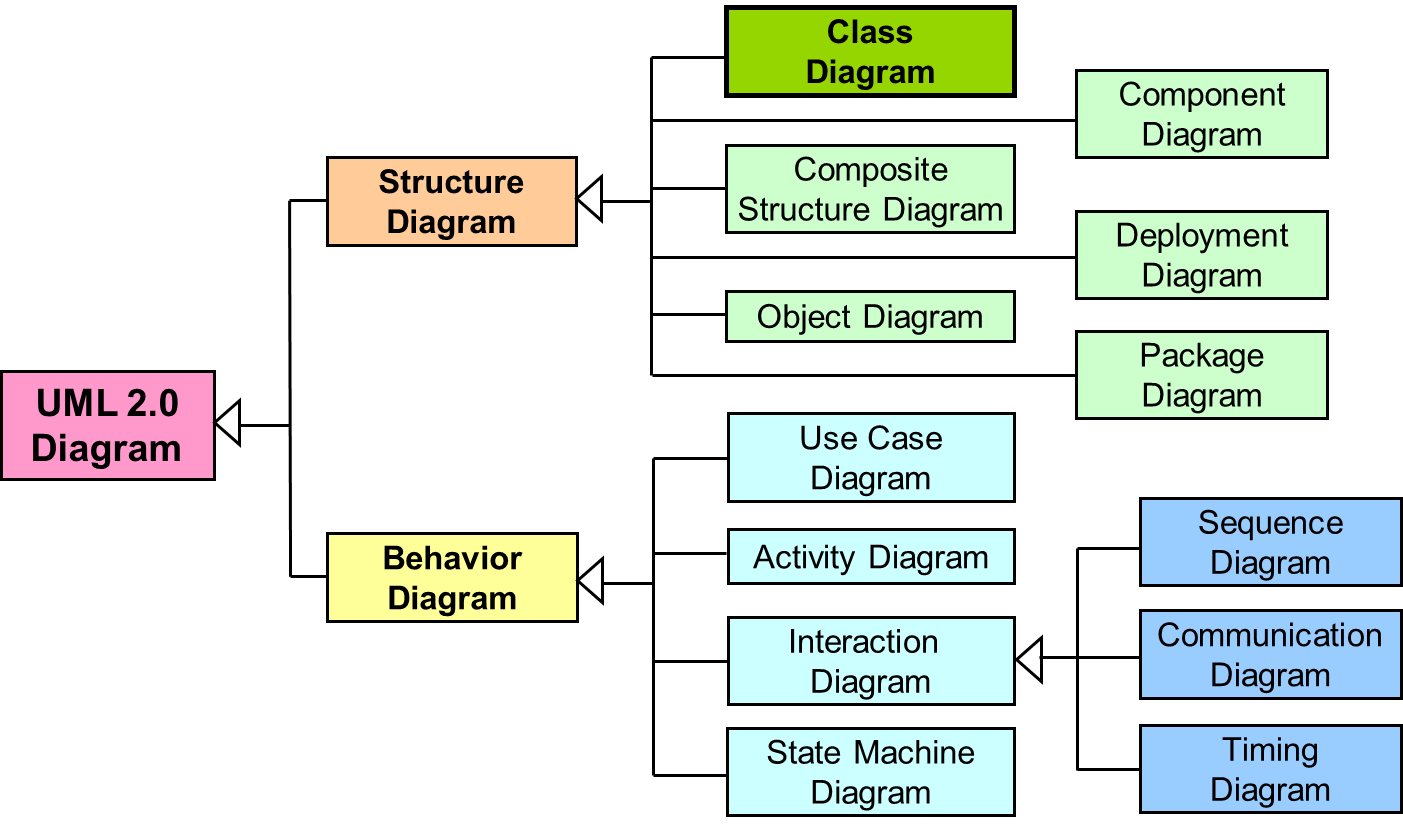 Class
Diagram
Component
Diagram
Structure
Diagram
Composite
Structure Diagram
Deployment
Diagram
Object Diagram
Package
Diagram
UML 2.0
Diagram
Use Case
Diagram
Behavior
Diagram
Activity Diagram
Sequence
Diagram
Interaction
Diagram
Communication
Diagram
State Machine
Diagram
Timing
Diagram